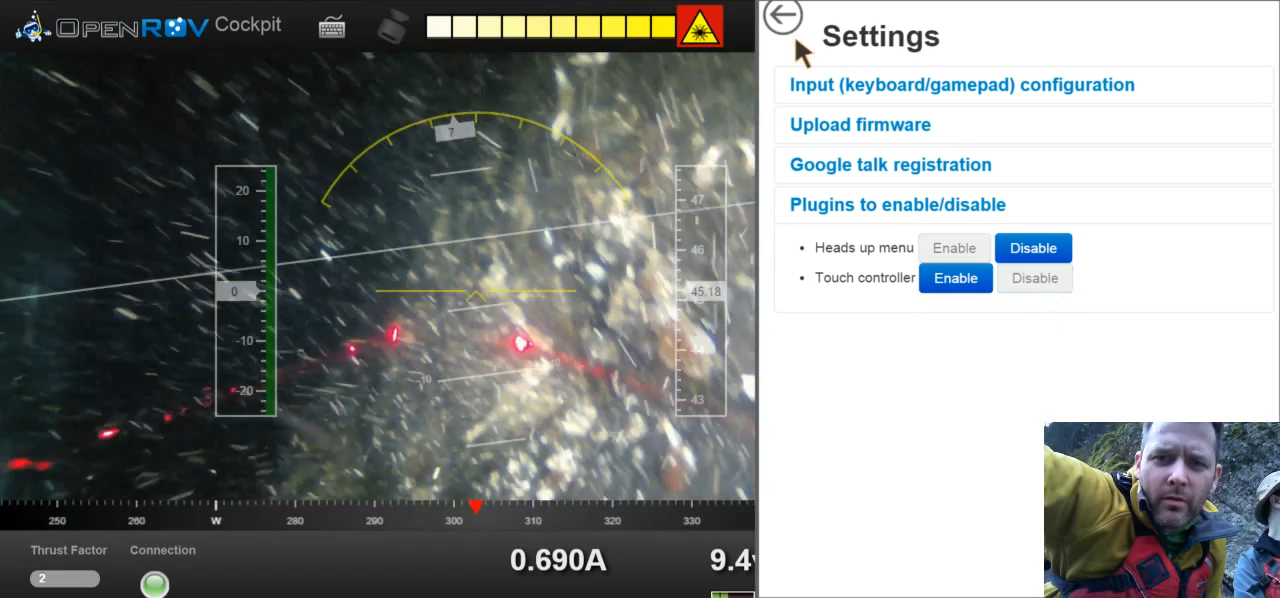 OPENROV Cockpit
Settings
Input (keyboard/gamepad) configuration
Upload firmware
Google talk registration
Plugins to enable/disable
Heads up menu Enable Disable
Touch controller Enable Disable
7
20
10
0
-10
-20
47
46
45.18
43
-10
250 260 W 280 290 300 310 320 330
Thrust Factor Connection
2
0.690A 9.4